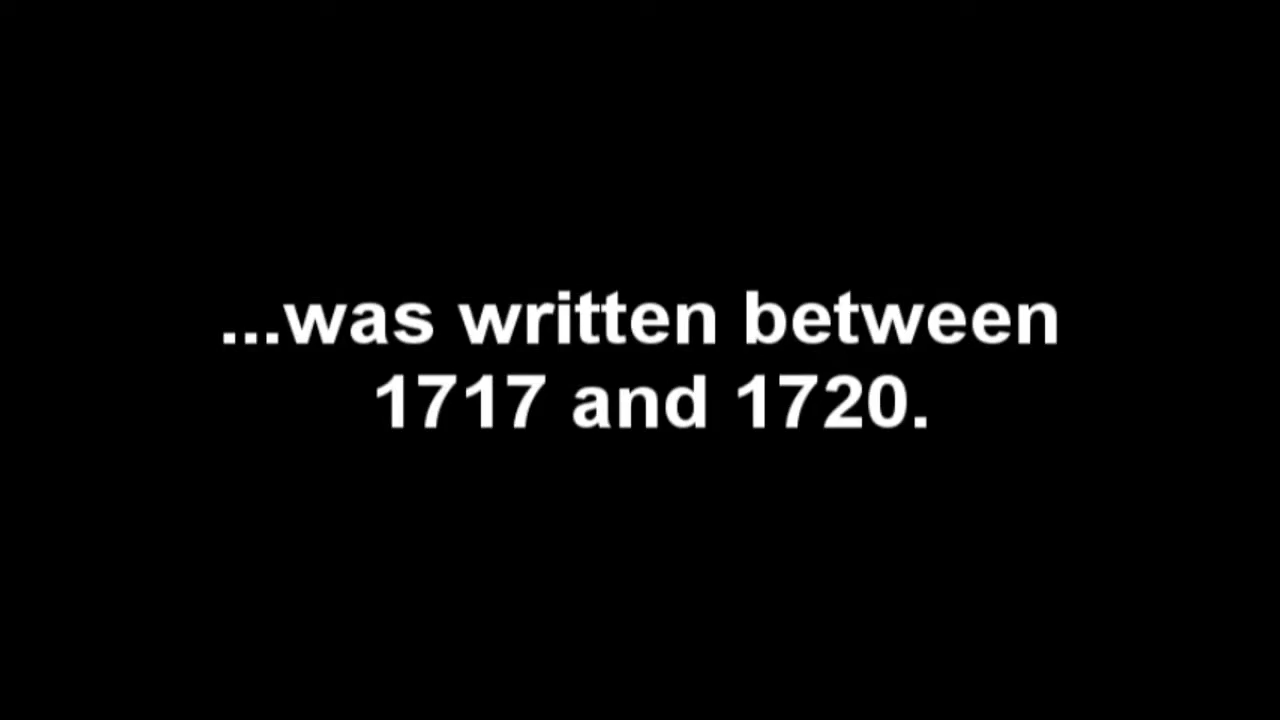 ...was written between
1717 and 1720.